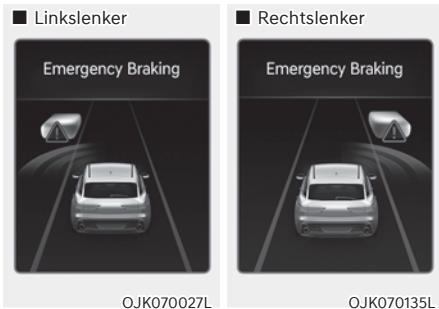 ■ Linkslenker
Emergency Braking
OJK070027L
■ Rechtslenker
Emergency Braking
OJK070135L